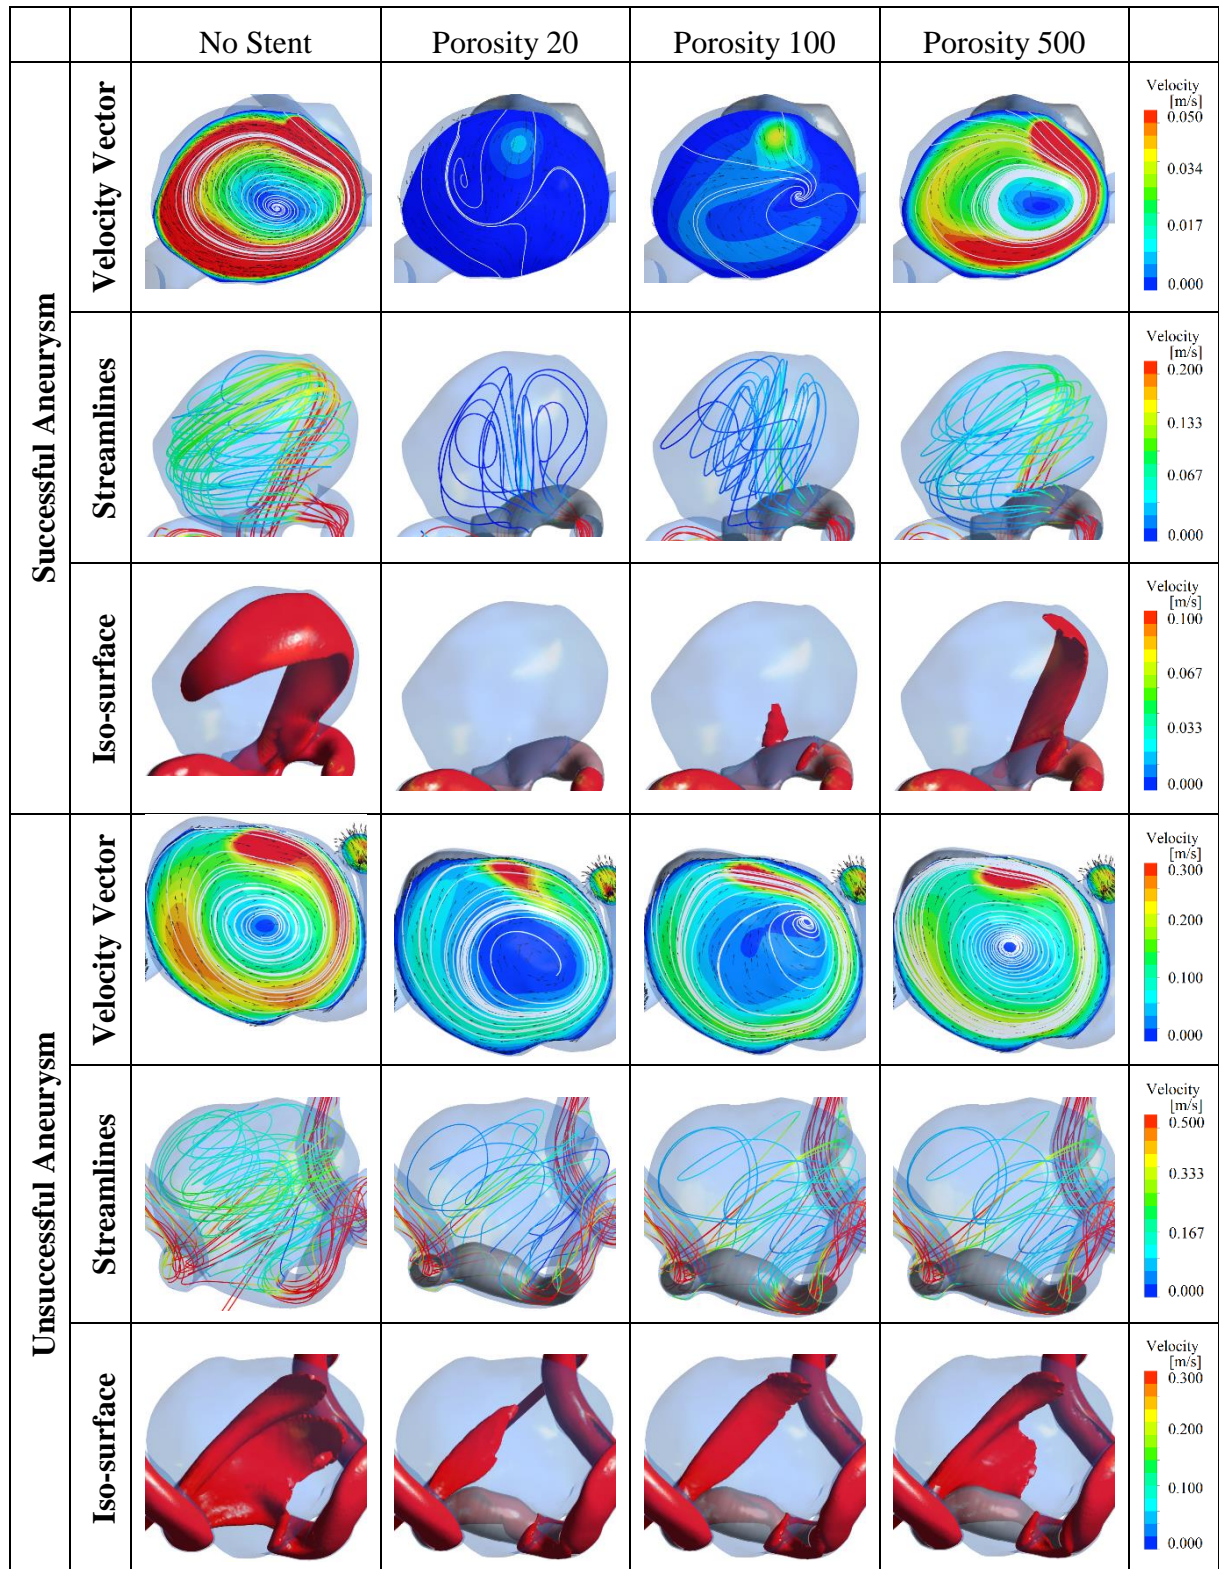 No Stent
Porosity 20
Porosity 100
Porosity 500
Successful Aneurysm
Velocity Vector
Velocity
[m/s]
0.050
0.034
0.017
0.000
Streamlines
Velocity
[m/s]
0.200
0.133
0.067
0.000
Iso-surface
Velocity
[m/s]
0.100
0.067
0.033
0.000
Unsuccessful Aneurysm
Velocity Vector
Velocity
[m/s]
0.300
0.200
0.100
0.000
Streamlines
Velocity
[m/s]
0.500
0.333
0.167
0.000
Iso-surface
Velocity
[m/s]
0.300
0.200
0.100
0.000